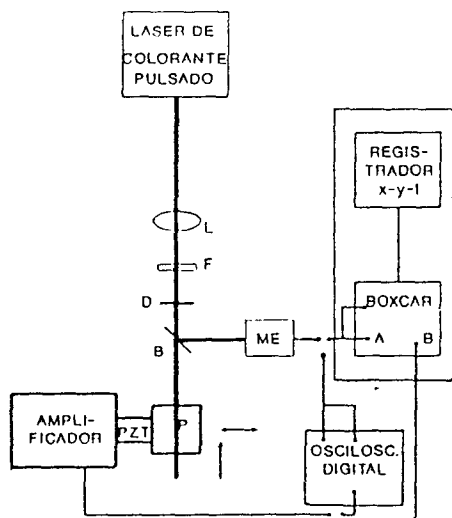 LASER DE
COLORANTE
PULSADO
REGIS-
TRADOR
x-y-t
L
F
D
BOXCAR
A B
B
ME
AMPLI-
FICADOR
PZT
P
OSCILOSC.
DIGITAL